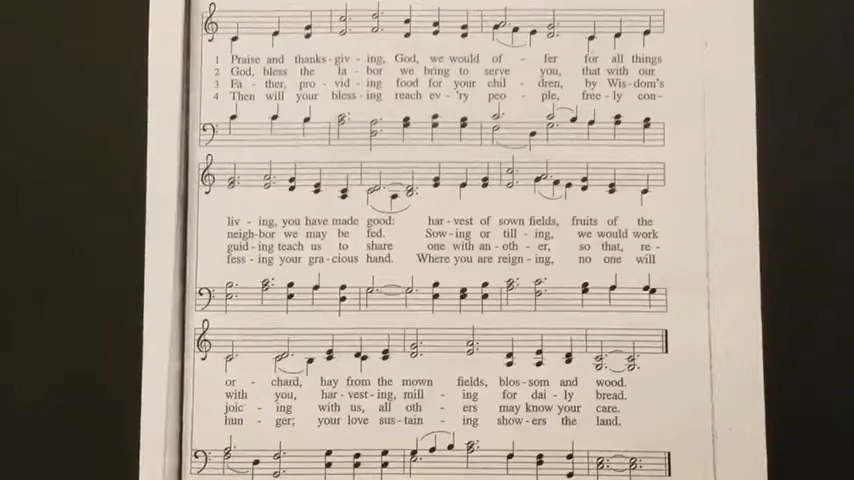 1 Praise and thanks-giv - ing, God, we would of - fer for all things
2 God, bless the la - bor we bring to serve you, that with our
3 Fa - ther, pro - vid - ing food for your chil - dren, by Wis-dom's
4 Then will your bless - ing reach ev - 'ry peo - ple, free - ly con-
liv - ing, you have made good: har - vest of sown fields, fruits of the
neigh-bor we may be fed. Sow-ing or till - ing, we would work
guid - ing teach us to share one with an - oth - er, so that, re -
fess - ing your gra - cious hand. Where you are reign - ing, no one will
or - chard, hay from the mown fields, blos - som and wood.
with you, har - vest - ing, mill - ing for dai - ly bread.
joic - ing with us, all oth - ers may know your care.
hun - ger; your love sus - tain - ing show - ers the land.